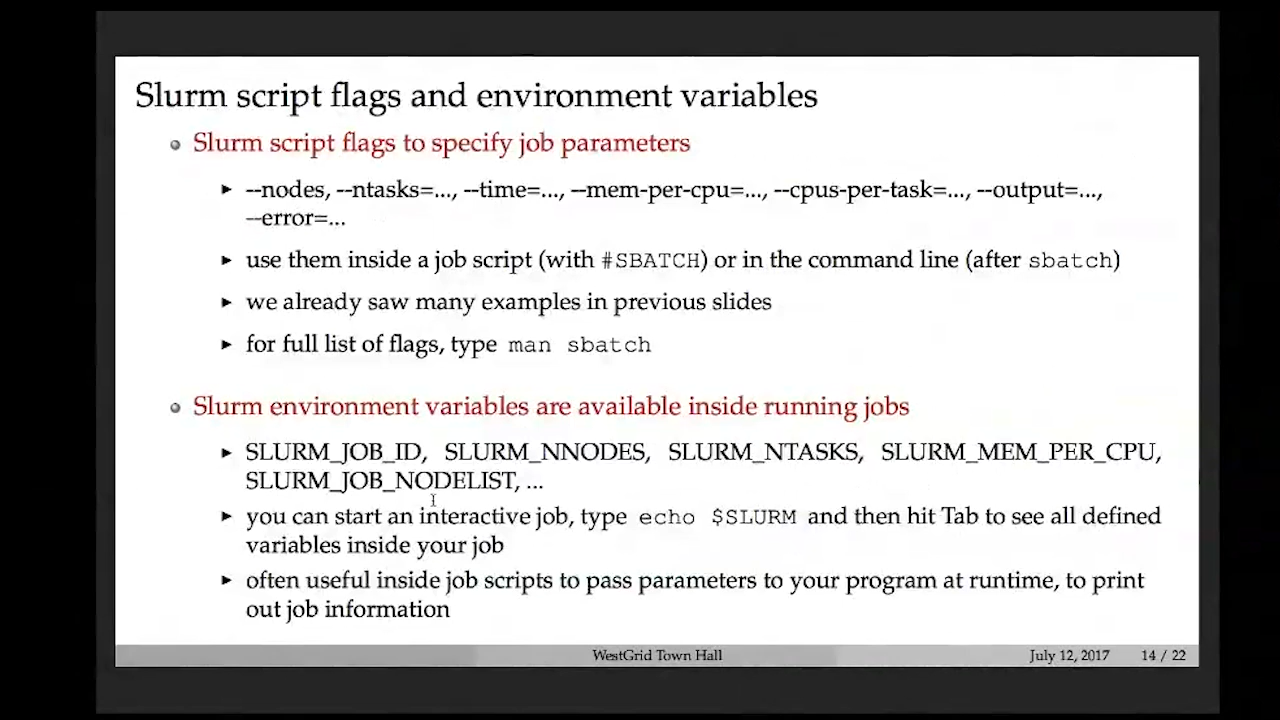 Slurm script flags and environment variables
Slurm script flags to specify job parameters
--nodes, --ntasks=..., --time=..., --mem-per-cpu=..., --cpus-per-task=..., --output=...,
--error=...
use them inside a job script (with #SBATCH) or in the command line (after sbatch)
we already saw many examples in previous slides
for full list of flags, type man sbatch
Slurm environment variables are available inside running jobs
SLURM_JOB_ID, SLURM_NNODES, SLURM_NTASKS, SLURM_MEM_PER_CPU,
SLURM_JOB_NODELIST, ...
you can start an interactive job, type echo $SLURM and then hit Tab to see all defined
variables inside your job
often useful inside job scripts to pass parameters to your program at runtime, to print
out job information
WestGrid Town Hall July 12, 2017 14 / 22